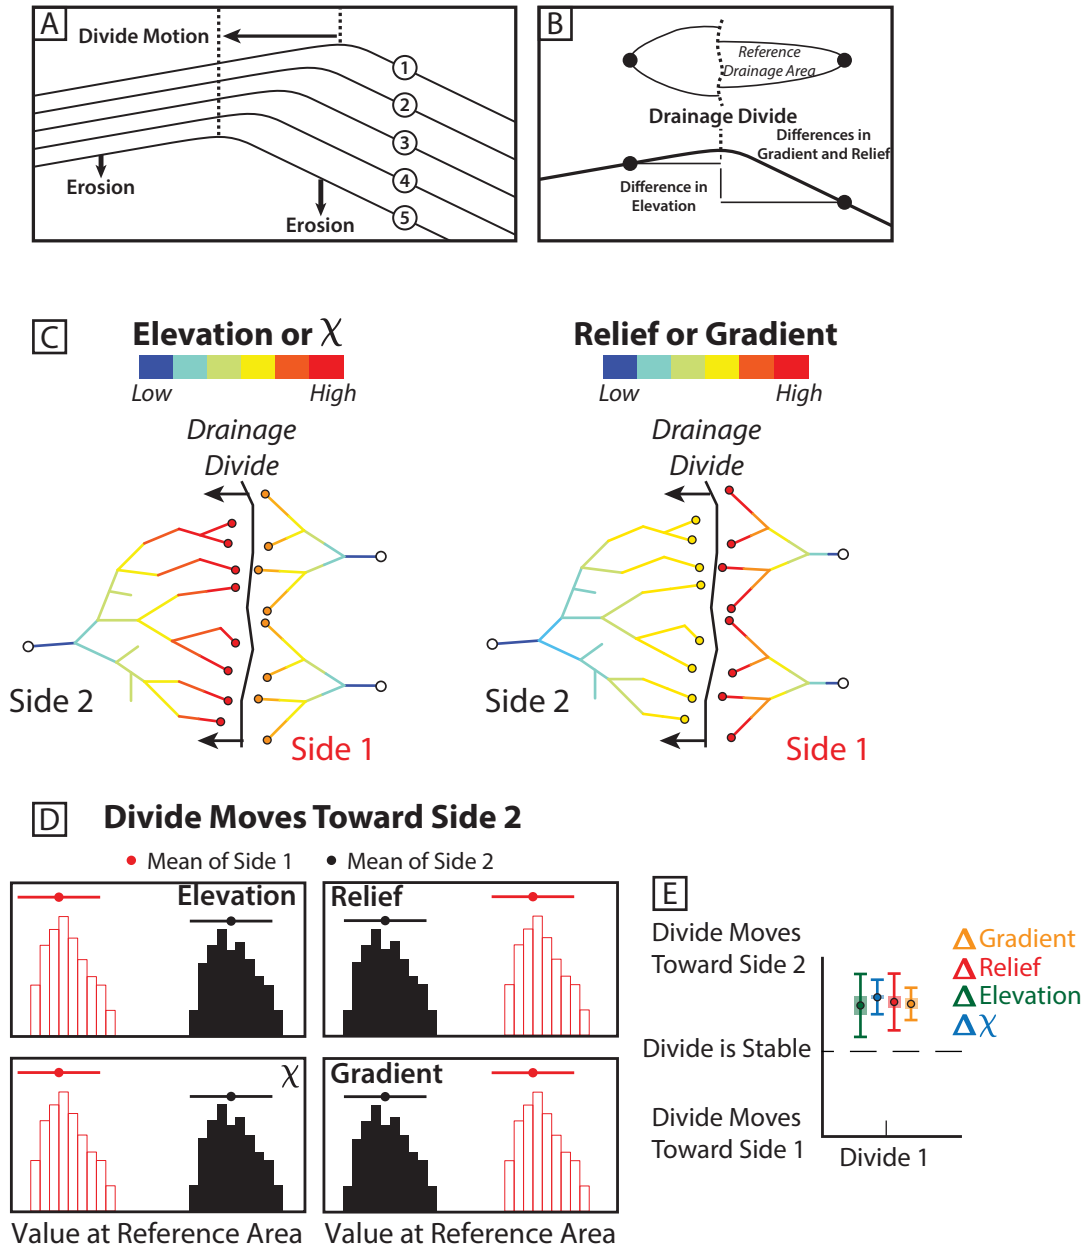 A
Divide Motion
1
2
3
4
5
Erosion
Erosion
B
Reference
Drainage Area
Drainage Divide
Differences in
Gradient and Relief
Difference in
Elevation
C
Elevation or χ
Low
High
Drainage
Divide
Side 2
Side 1
Relief or Gradient
Low
High
Drainage
Divide
Side 2
Side 1
D
Divide Moves Toward Side 2
Mean of Side 1
Mean of Side 2
Elevation
Relief
χ
Gradient
Value at Reference Area
Value at Reference Area
E
Divide Moves
Toward Side 2
Divide is Stable
Divide Moves
Toward Side 1
Divide 1
Δ Gradient
Δ Relief
Δ Elevation
Δ χ